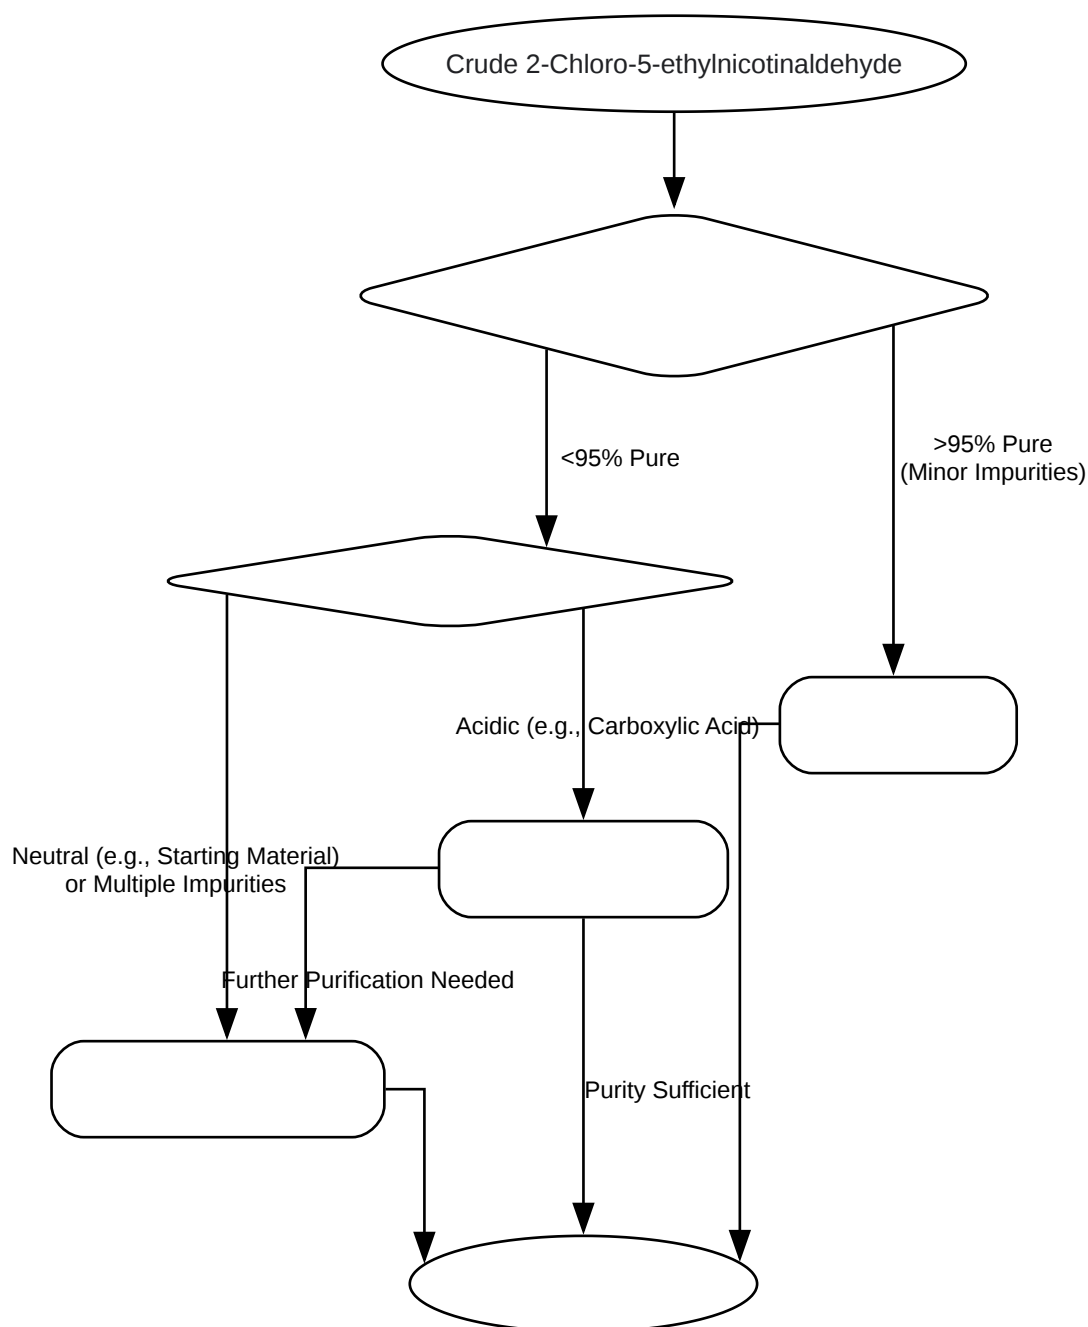 Crude 2-Chloro-5-ethylnicotinaldehyde
>95% Pure
(Minor Impurities)
<95% Pure
Acidic (e.g., Carboxylic Acid)
Neutral (e.g., Starting Material)
or Multiple Impurities
Further Purification Needed
Purity Sufficient